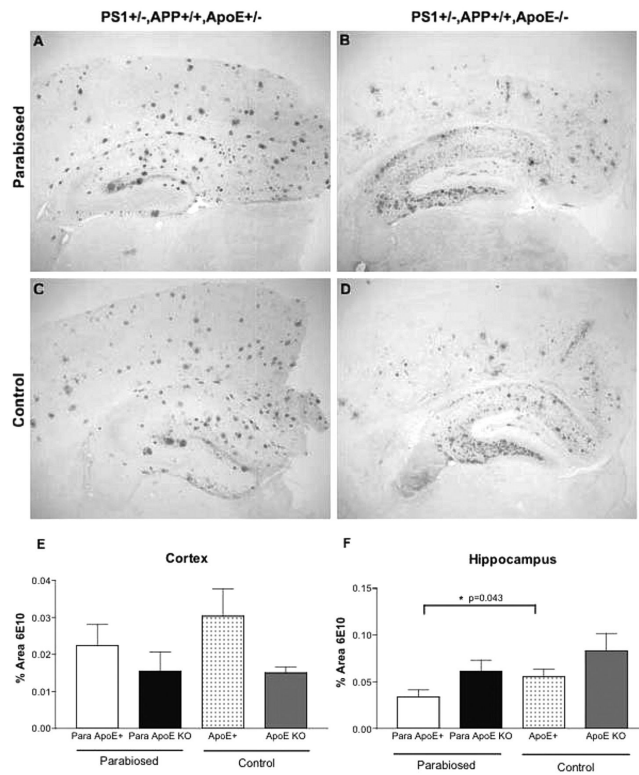 PS1+/-,APP+/+,ApoE+/-
PS1+/-,APP+/+,ApoE-/-
Parabiosed
A
B
Control
C
D
E
Cortex
% Area 6E10
0.04
0.03
0.02
0.01
0.00
Para ApoE+
Para ApoE KO
ApoE+
ApoE KO
Parabiosed
Control
F
Hippocampus
% Area 6E10
0.15
0.10
0.05
0.00
* p=0.043
Para ApoE+
Para ApoE KO
ApoE+
ApoE KO
Parabiosed
Control